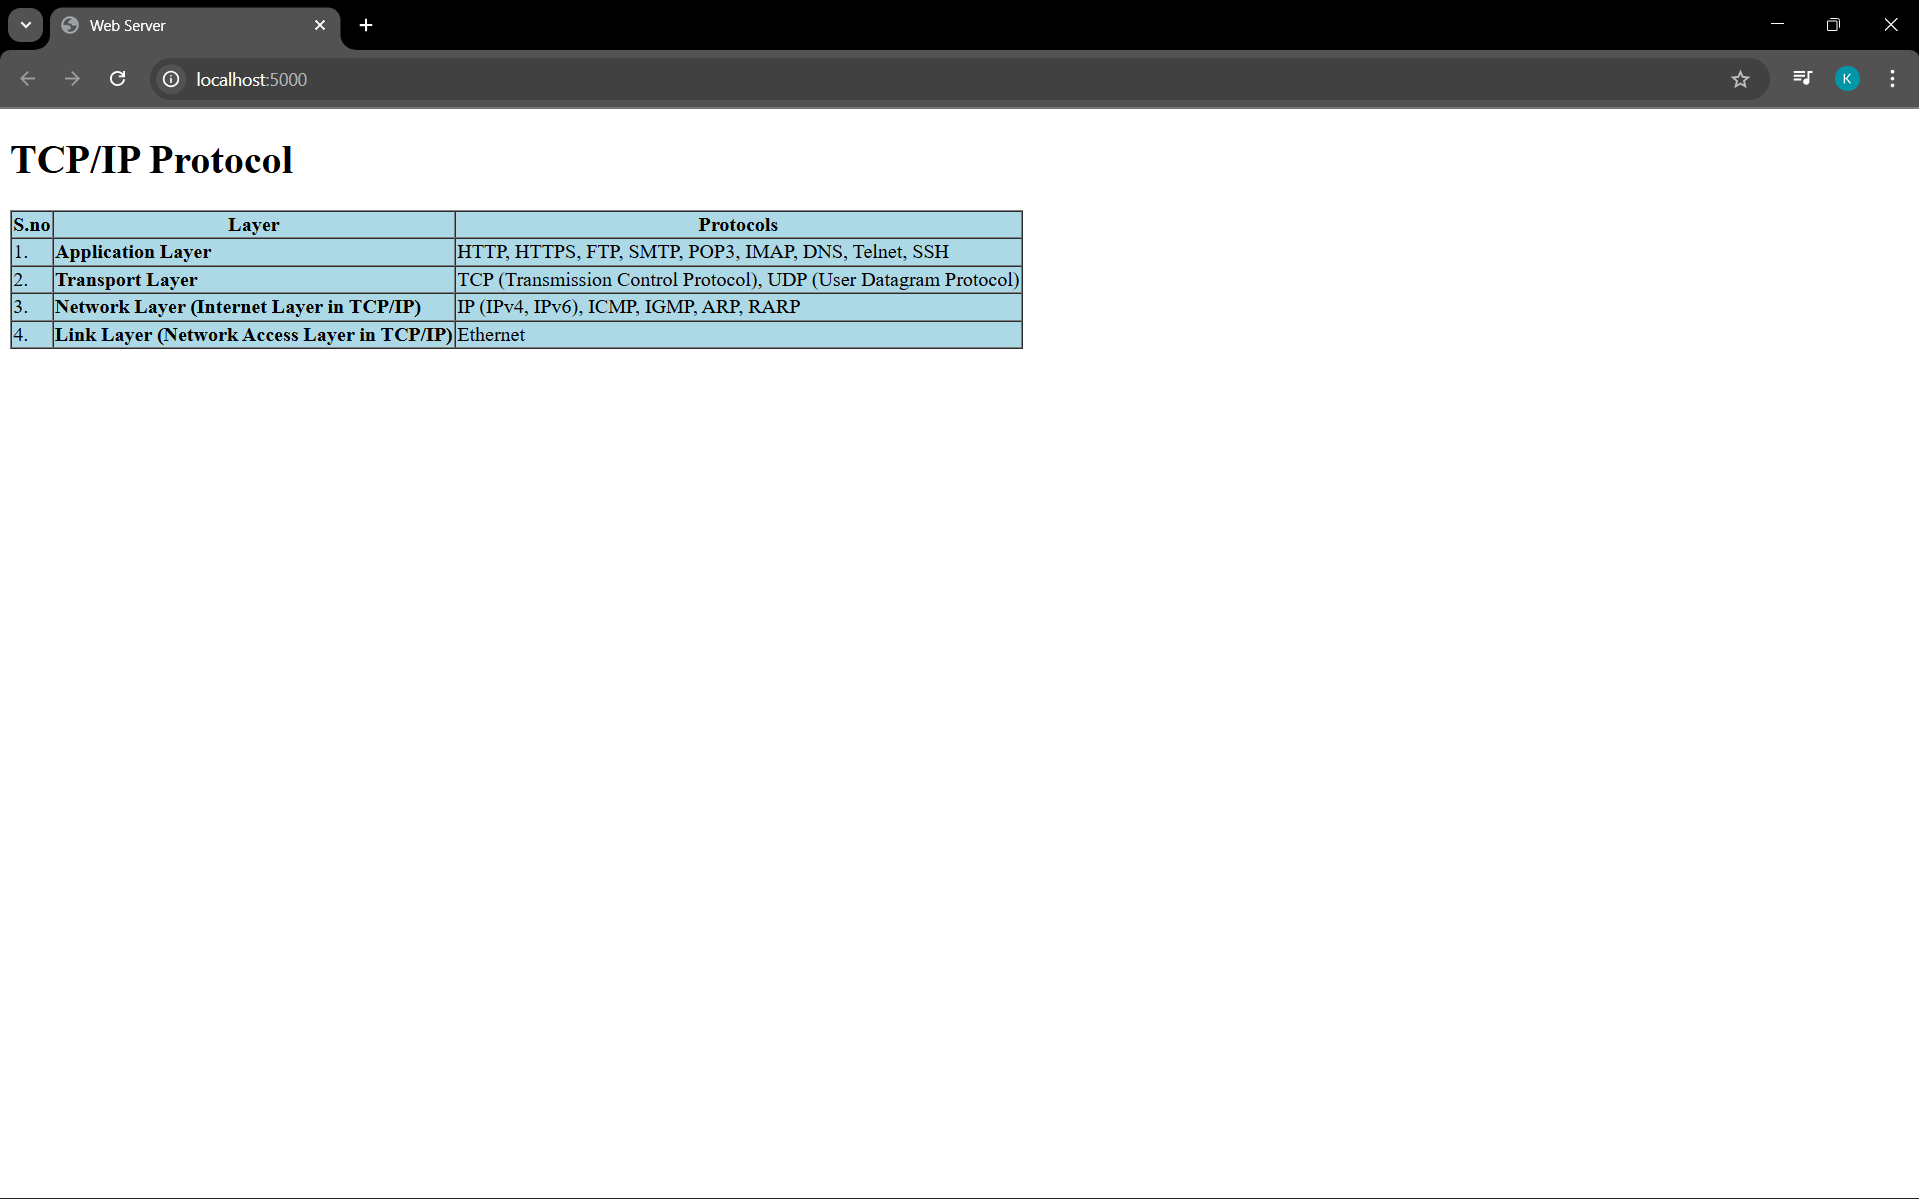 Web Server
localhost:5000
K
TCP/IP Protocol
S.no Layer Protocols
1. Application Layer HTTP, HTTPS, FTP, SMTP, POP3, IMAP, DNS, Telnet, SSH
2. Transport Layer TCP (Transmission Control Protocol), UDP (User Datagram Protocol)
3. Network Layer (Internet Layer in TCP/IP) IP (IPv4, IPv6), ICMP, IGMP, ARP, RARP
4. Link Layer (Network Access Layer in TCP/IP) Ethernet